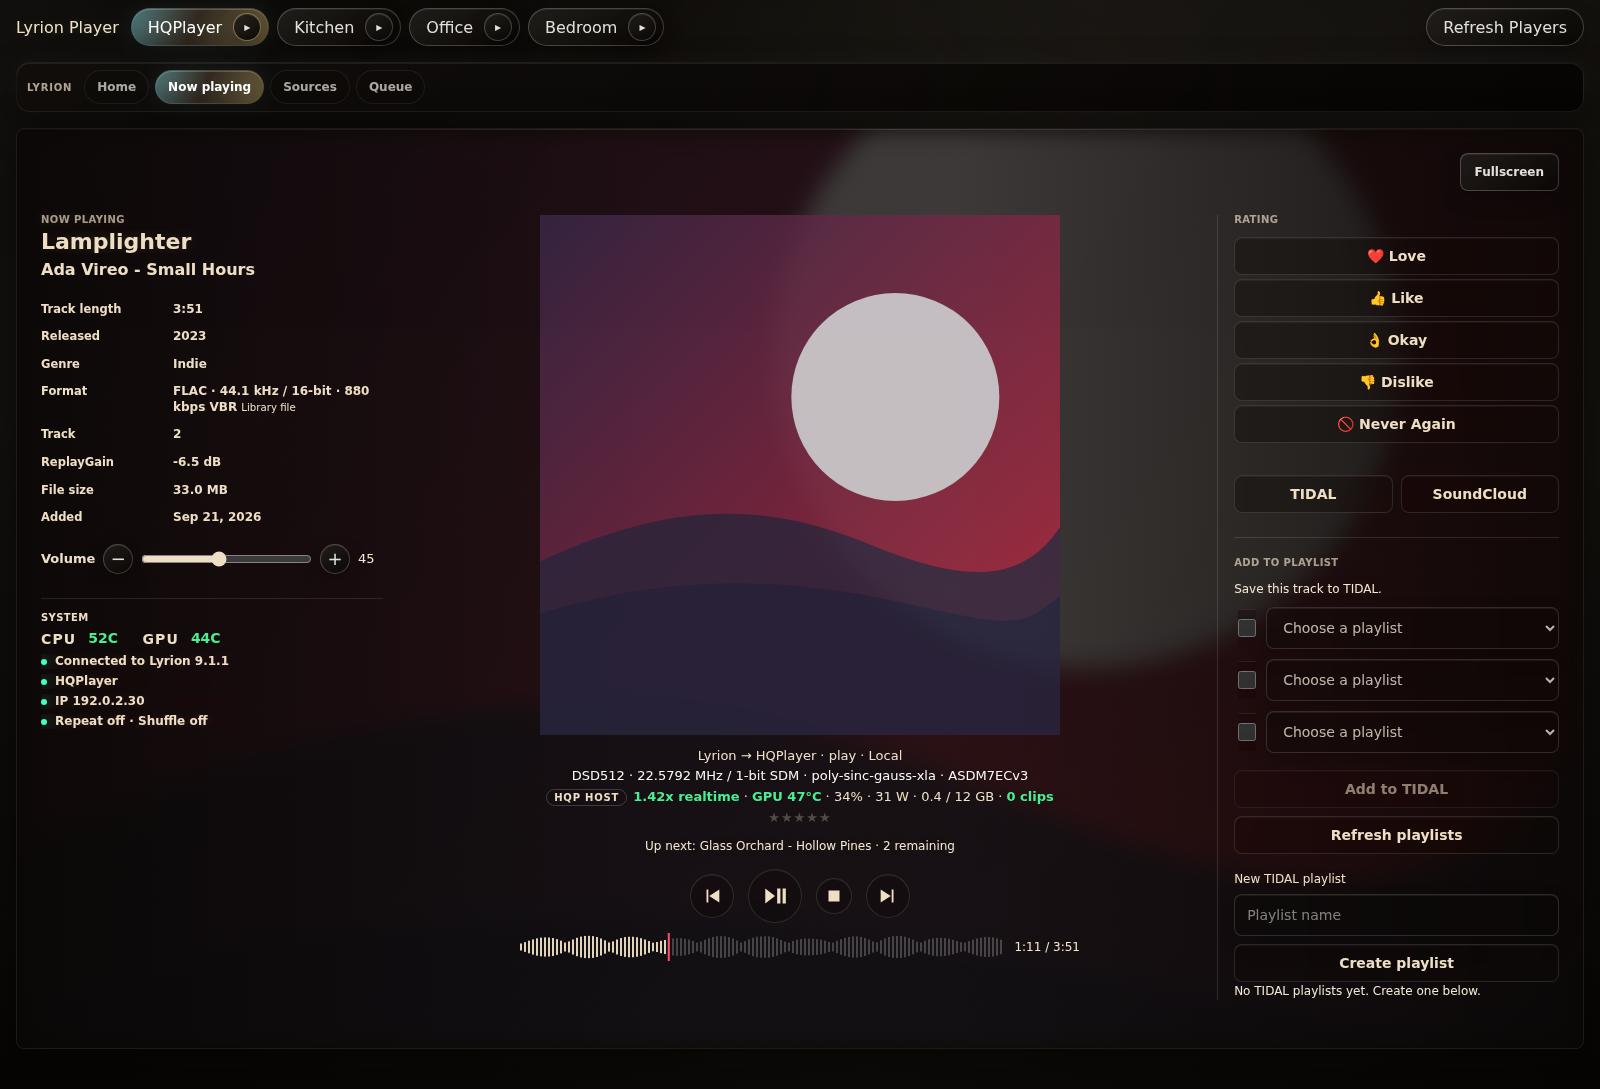 Lyrion Player
HQPlayer
Kitchen
Office
Bedroom
Refresh Players
LYRION
Home
Now playing
Sources
Queue
Fullscreen
NOW PLAYING
Lamplighter
Ada Vireo - Small Hours
Track length 3:51
Released 2023
Genre Indie
Format FLAC · 44.1 kHz / 16-bit · 880
kbps VBR Library file
Track 2
ReplayGain -6.5 dB
File size 33.0 MB
Added Sep 21, 2026
Volume − + 45
SYSTEM
CPU 52C GPU 44C
Connected to Lyrion 9.1.1
HQPlayer
IP 192.0.2.30
Repeat off · Shuffle off
Lyrion → HQPlayer · play · Local
DSD512 · 22.5792 MHz / 1-bit SDM · poly-sinc-gauss-xla · ASDM7ECv3
HQP HOST 1.42x realtime · GPU 47°C · 34% · 31 W · 0.4 / 12 GB · 0 clips
★★★★★
Up next: Glass Orchard - Hollow Pines · 2 remaining
1:11 / 3:51
RATING
❤️ Love
👍 Like
👌 Okay
👎 Dislike
🚫 Never Again
TIDAL
SoundCloud
ADD TO PLAYLIST
Save this track to TIDAL.
Choose a playlist
Choose a playlist
Choose a playlist
Add to TIDAL
Refresh playlists
New TIDAL playlist
Playlist name
Create playlist
No TIDAL playlists yet. Create one below.